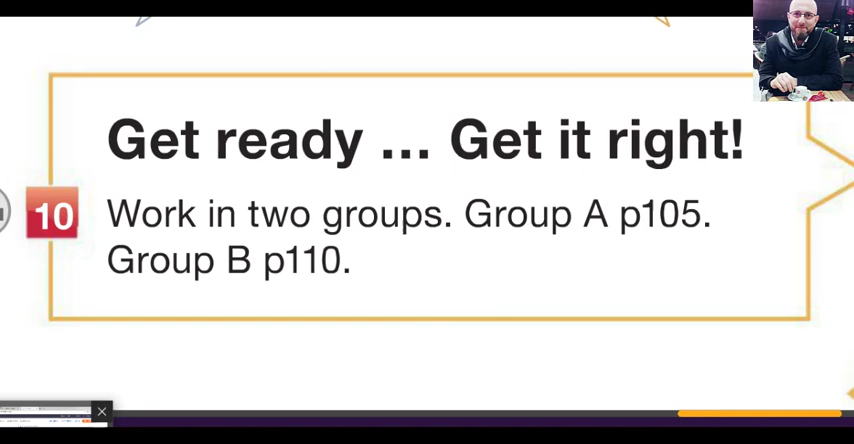 Get ready ... Get it right!
10
Work in two groups. Group A p105.
Group B p110.